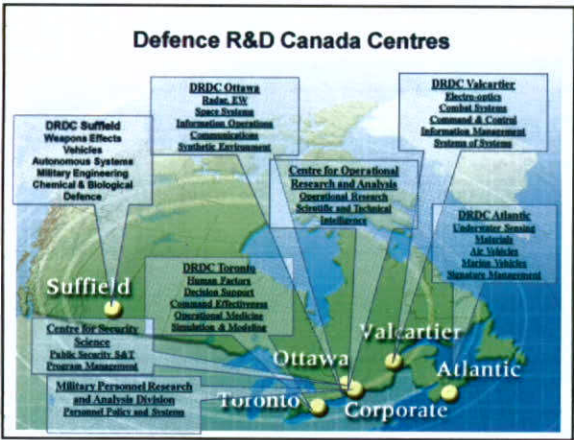 Defence R&D Canada Centres
DRDC Ottawa
Radar, EW
Space Systems
Information Operations
Communications
Synthetic Environment
DRDC Valcartier
Electro-optics
Combat Systems
Command & Control
Information Management
Systems of Systems
DRDC Suffield
Weapons Effects
Vehicles
Autonomous Systems
Military Engineering
Chemical & Biological
Defence
Centre for Operational
Research and Analysis
Operational Research
Scientific and Technical
Intelligence
DRDC Atlantic
Underwater Sensing
Materials
Air Vehicles
Marine Vehicles
Signature Management
DRDC Toronto
Human Factors
Decision Support
Command Effectiveness
Operational Medicine
Simulation & Modeling
Suffield
Centre for Security
Science
Public Security S&T
Program Management
Military Personnel Research
and Analysis Division
Personnel Policy and Systems
Valcartier
Ottawa
Atlantic
Toronto
Corporate